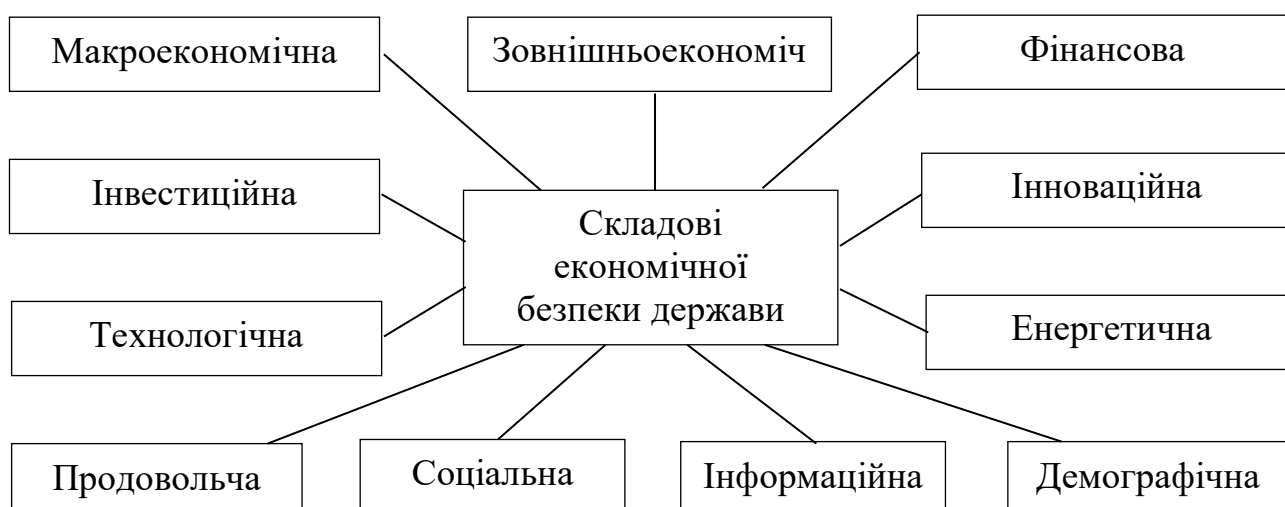 Макроекономічна
Зовнішньоекономіч
Фінансова
Інвестиційна
Інноваційна
Складові
економічної
безпеки держави
Технологічна
Енергетична
Продовольча
Соціальна
Інформаційна
Демографічна